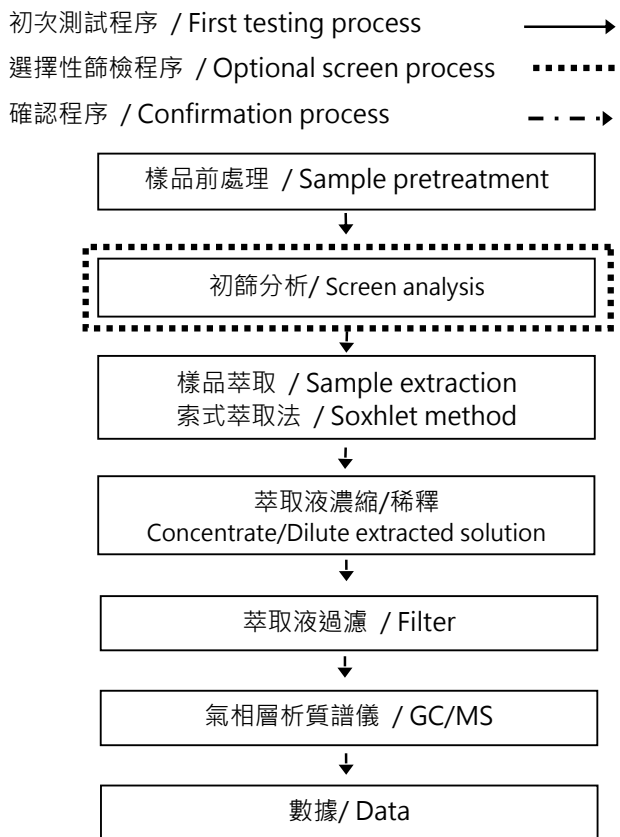 初次測試程序 / First testing process
選擇性篩檢程序 / Optional screen process
確認程序 / Confirmation process
樣品前處理 / Sample pretreatment
初篩分析/ Screen analysis
樣品萃取 / Sample extraction
索式萃取法 / Soxhlet method
萃取液濃縮/稀釋
Concentrate/Dilute extracted solution
萃取液過濾 / Filter
氣相層析質譜儀 / GC/MS
數據/ Data